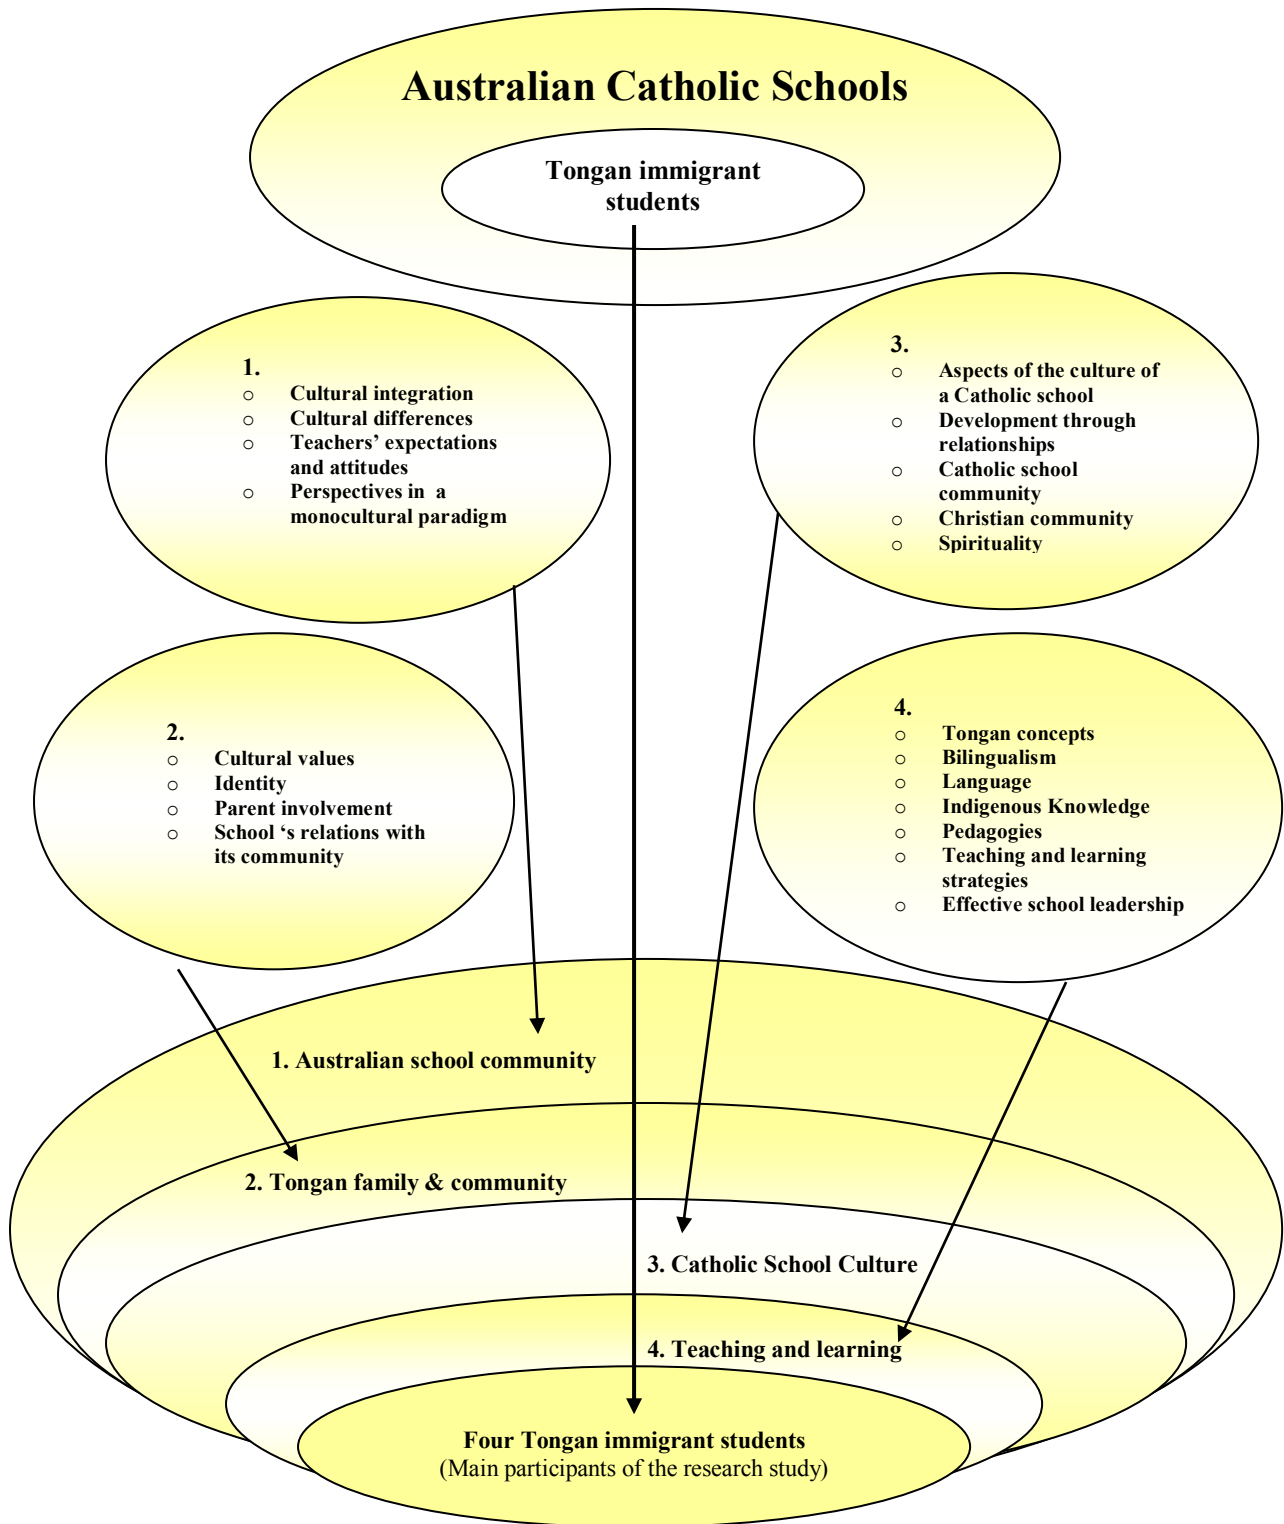 Australian Catholic Schools
Tongan immigrant
students
1.
o Cultural integration
o Cultural differences
o Teachers’ expectations
and attitudes
o Perspectives in a
monocultural paradigm
2.
o Cultural values
o Identity
o Parent involvement
o School ‘s relations with
its community
3.
o Aspects of the culture of
a Catholic school
o Development through
relationships
o Catholic school
community
o Christian community
o Spirituality
4.
o Tongan concepts
o Bilingualism
o Language
o Indigenous Knowledge
o Pedagogies
o Teaching and learning
strategies
o Effective school leadership
1. Australian school community
2. Tongan family & community
3. Catholic School Culture
4. Teaching and learning
Four Tongan immigrant students
(Main participants of the research study)